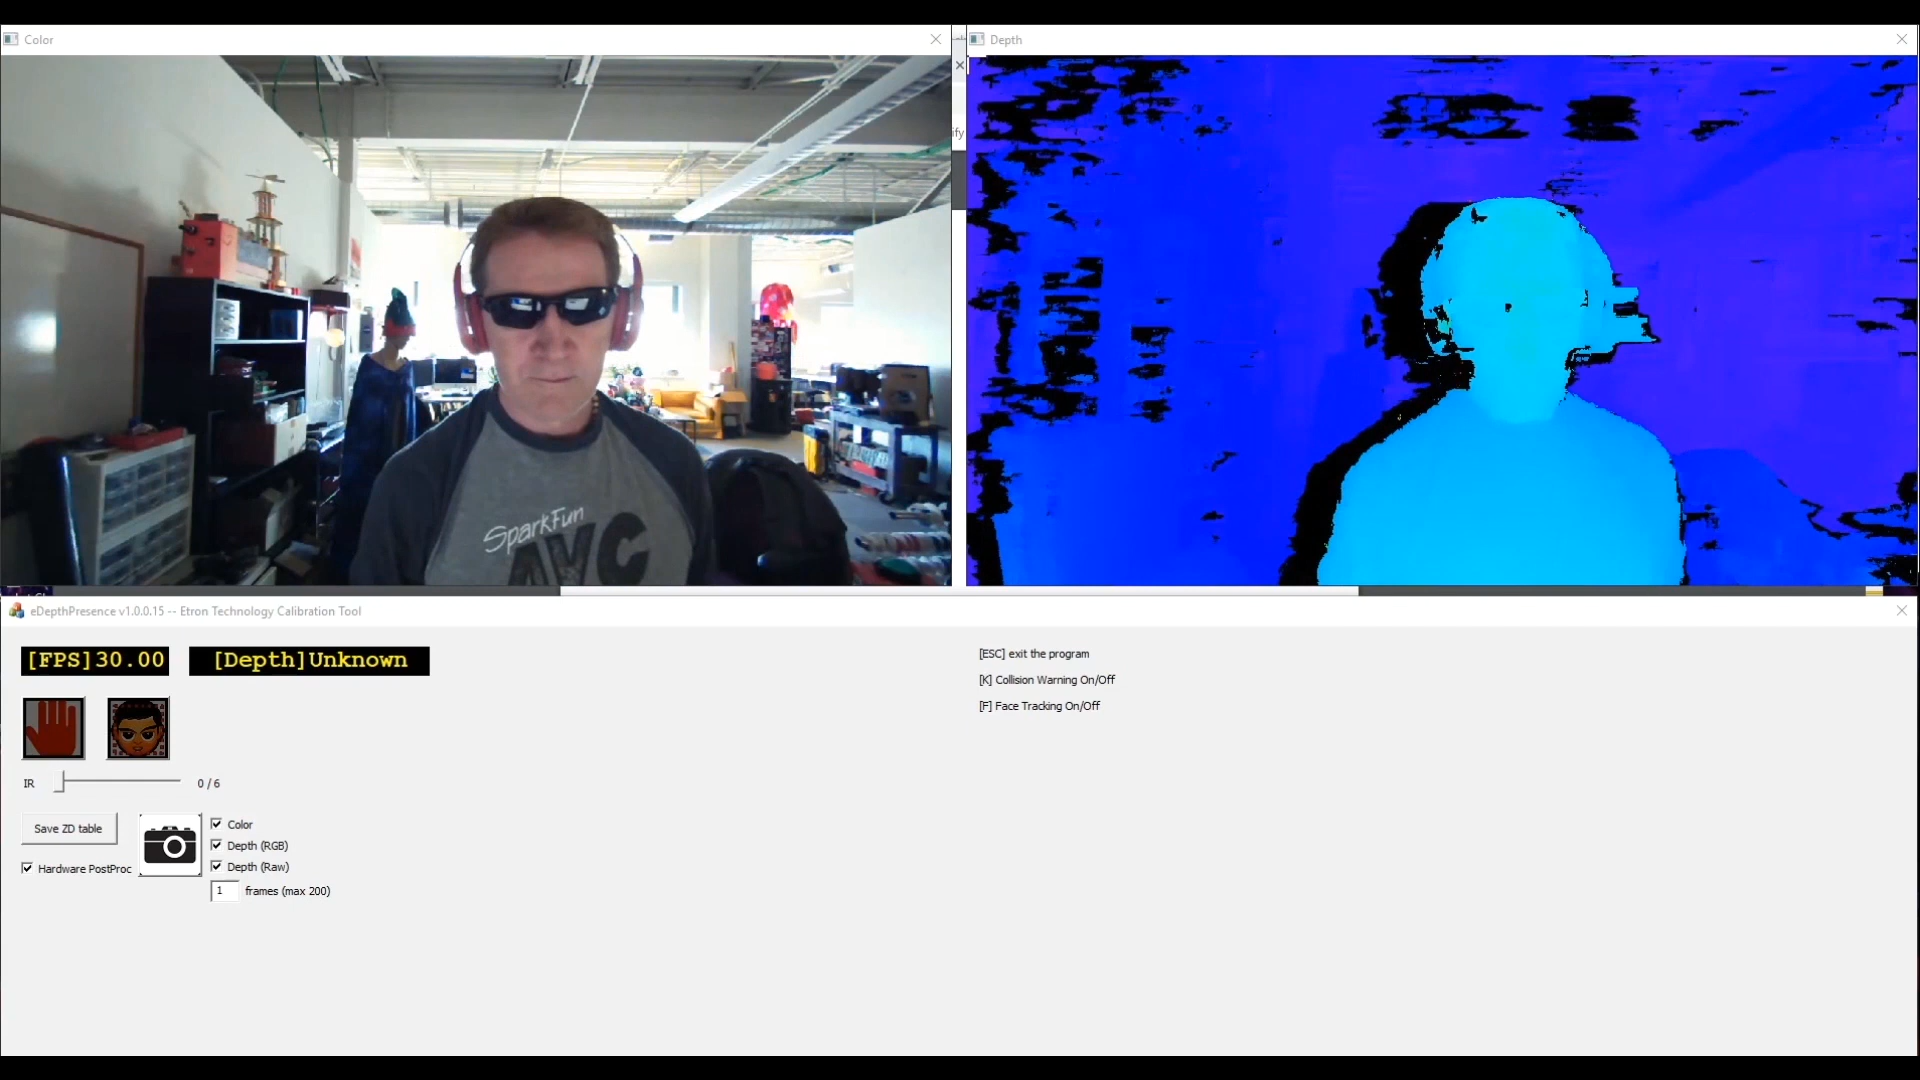 Color
Depth
ify
SparkFun
AVC
eDepthPresence v1.0.0.15 -- Etron Technology Calibration Tool
[FPS]30.00
[Depth]Unknown
[ESC] exit the program
[K] Collision Warning On/Off
[F] Face Tracking On/Off
IR
0 / 6
Save ZD table
Color
Depth (RGB)
Hardware PostProc
Depth (Raw)
1 frames (max 200)